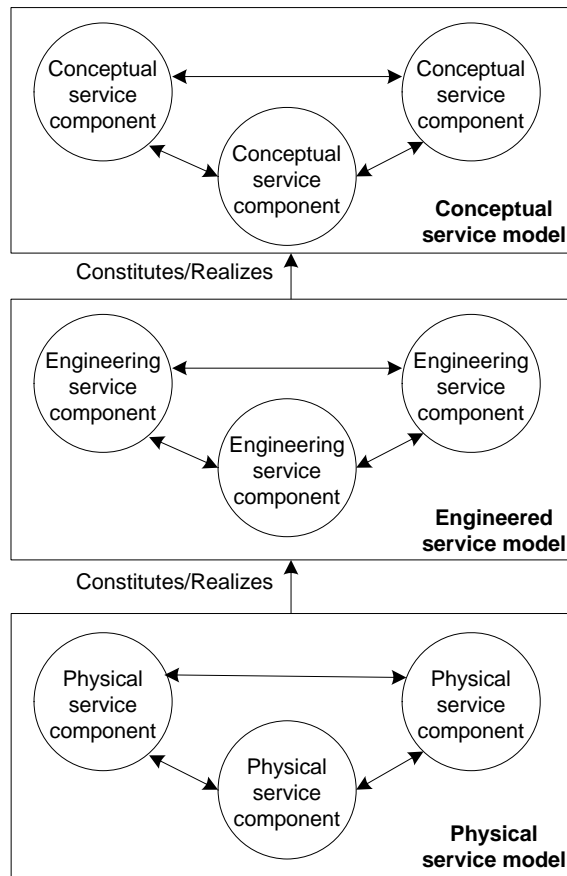 Conceptual
service
component
Conceptual
service
component
Conceptual
service
component
Conceptual
service model
Constitutes/Realizes
Engineering
service
component
Engineering
service
component
Engineering
service
component
Engineered
service model
Constitutes/Realizes
Physical
service
component
Physical
service
component
Physical
service
component
Physical
service model